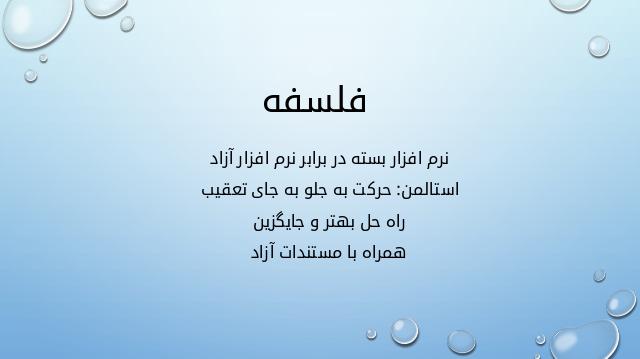 فلسفه
نرم افزار بسته در برابر نرم افزار آزاد
استالمن: حرکت به جلو به جای تعقیب
راه حل بهتر و جایگزین
همراه با مستندات آزاد